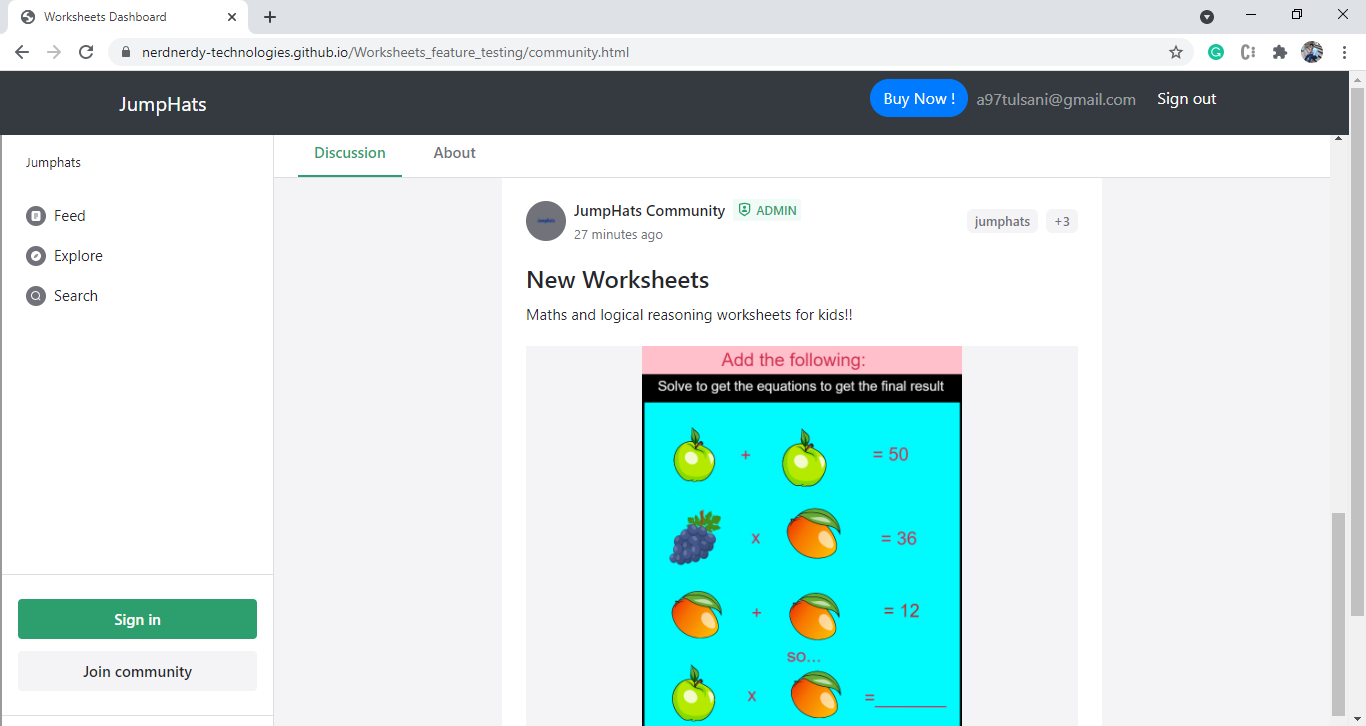 Worksheets Dashboard
nerdnerdy-technologies.github.io/Worksheets_feature_testing/community.html
JumpHats
Buy Now !
a97tulsani@gmail.com
Sign out
Jumphats
Feed
Explore
Search
Sign in
Join community
Discussion
About
JumpHats Community
ADMIN
27 minutes ago
jumphats
+3
New Worksheets
Maths and logical reasoning worksheets for kids!!
Add the following:
Solve to get the equations to get the final result
+ = 50
x = 36
+ = 12
so...
x =________